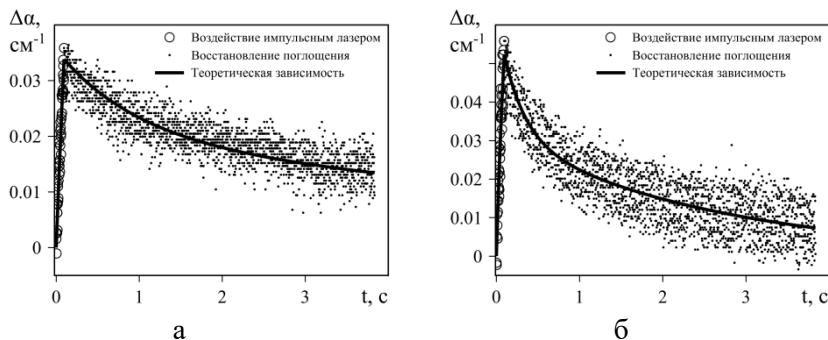 Δα,
см-1
Воздействие импульсным лазером
Восстановление поглощения
Теоретическая зависимость
0.03
0.02
0.01
0
0
1
2
3
t, с
а
Δα,
см-1
Воздействие импульсным лазером
Восстановление поглощения
Теоретическая зависимость
0.04
0.03
0.02
0.01
0
0
1
2
3
t, с
б